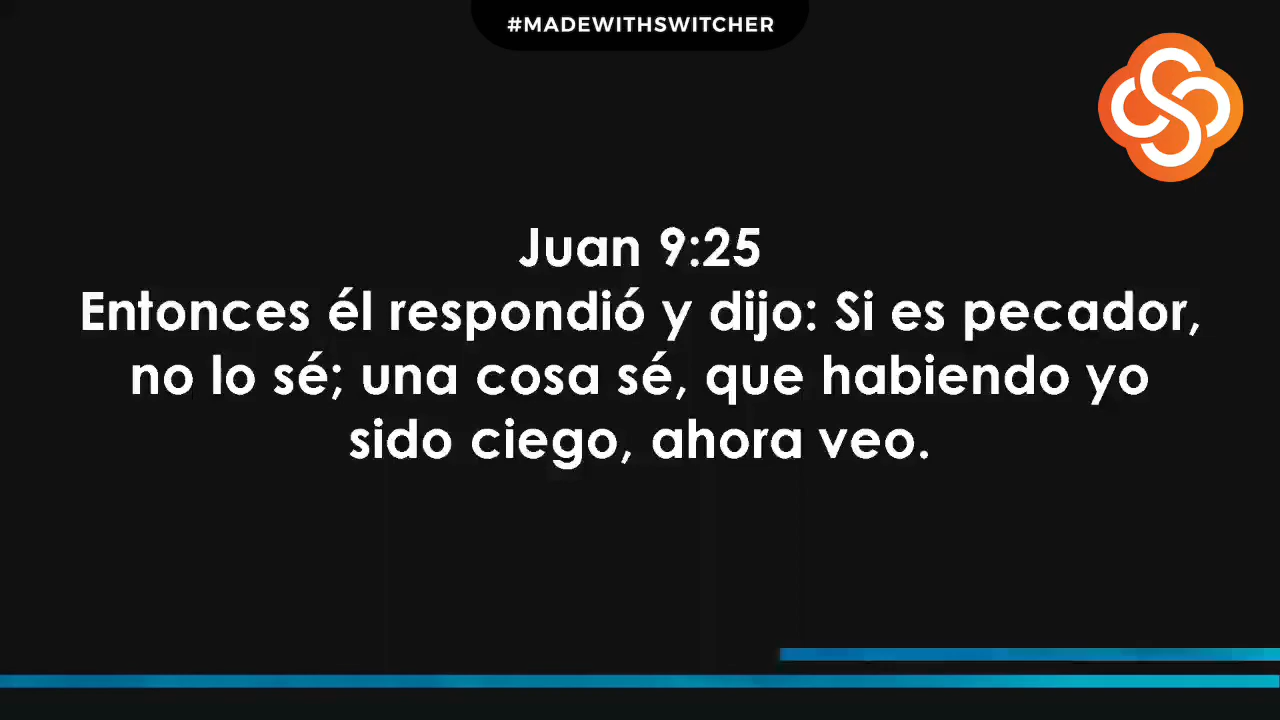 #MADEWITHSWITCHER
Juan 9:25
Entonces él respondió y dijo: Si es pecador,
no lo sé; una cosa sé, que habiendo yo
sido ciego, ahora veo.